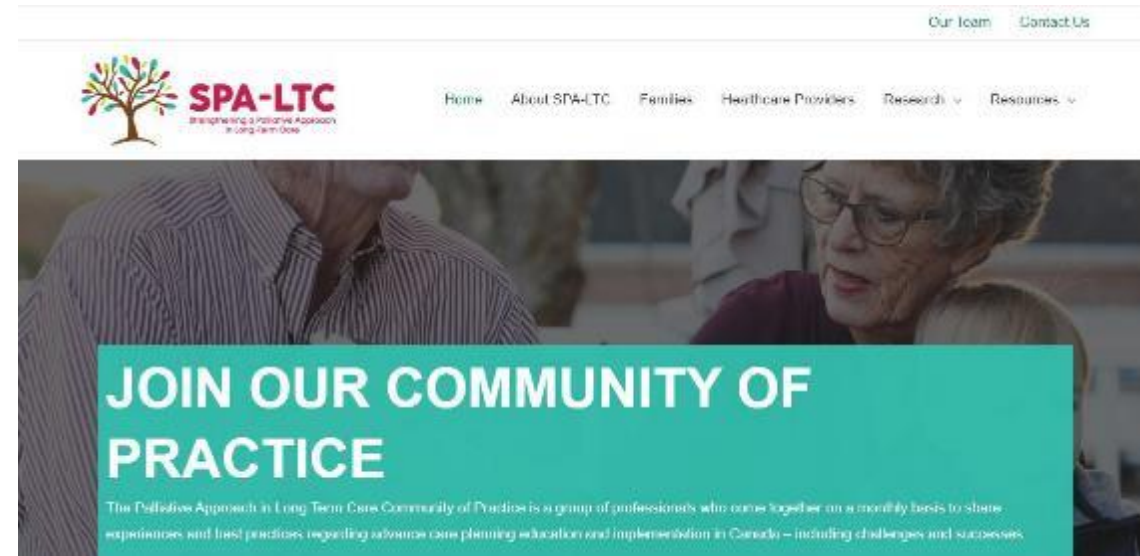 Our Team Contact Us
SPA-LTC
Strengthening a Palliative Approach
in Long-Term Care
Home About SPA-LTC Families Healthcare Providers Research Resources
JOIN OUR COMMUNITY OF
PRACTICE
The Palliative Approach in Long Term Care Community of Practice is a group of professionals who come together on a monthly basis to share
experiences and best practices regarding advance care planning education and implementation in Canada – including challenges and successes